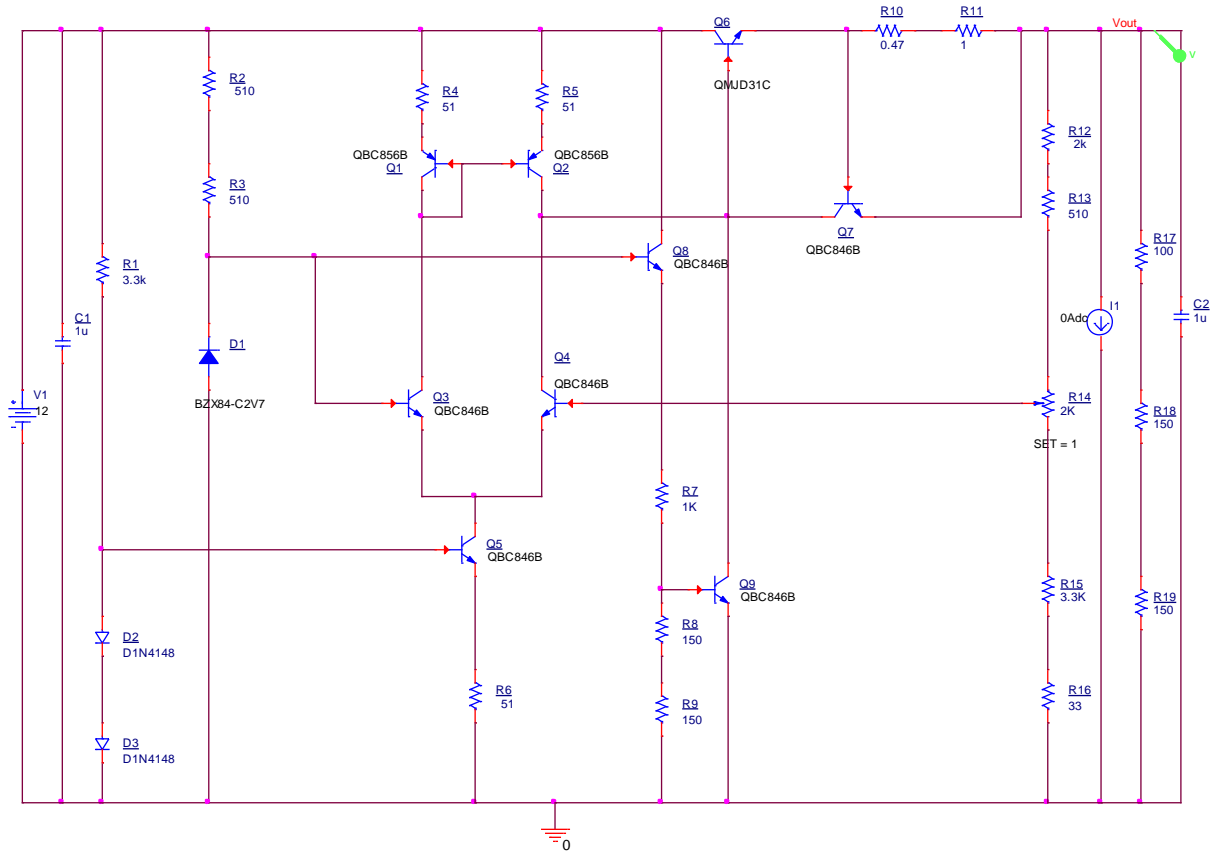 R10
0.47
R11
1
Vout
V
Q6
QMJD31C
R2
510
R4
51
R5
51
R12
2k
QBC856B
Q1
QBC856B
Q2
R3
510
R13
510
Q7
QBC846B
R17
100
Q8
QBC846B
R1
3.3k
C1
1u
I1
0Adc
C2
1u
D1
BZX84-C2V7
Q4
QBC846B
Q3
QBC846B
V1
12
R14
2K
SET = 1
R18
150
R7
1K
Q5
QBC846B
Q9
QBC846B
R15
3.3K
R19
150
D2
D1N4148
R8
150
R6
51
R9
150
R16
33
D3
D1N4148
0